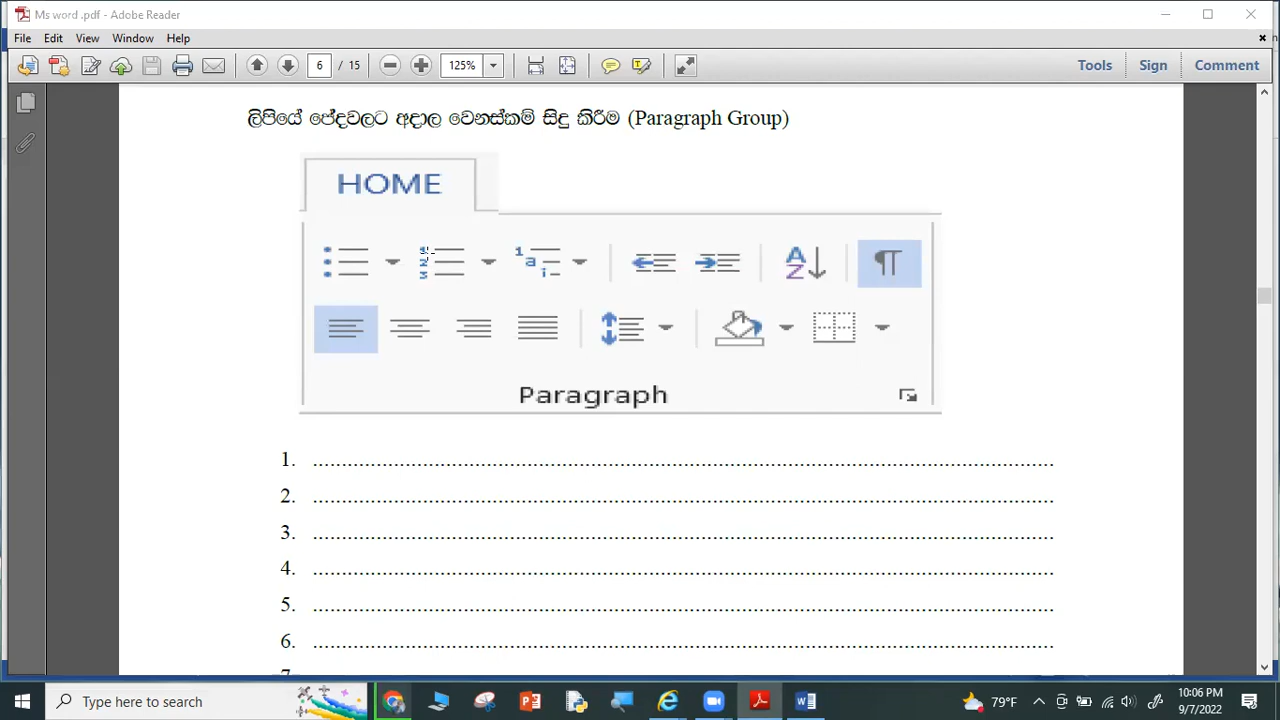 Ms word .pdf - Adobe Reader
File Edit View Window Help
6 / 15 125% Tools Sign Comment
ලිපියේ ඡේදවලට අදාල වෙනස්කම් සිදු කිරීම (Paragraph Group)
HOME
Paragraph
1. ................................................................................................................................
2. ................................................................................................................................
3. ................................................................................................................................
4. ................................................................................................................................
5. ................................................................................................................................
6. ................................................................................................................................
Type here to search
79°F
10:06 PM
9/7/2022